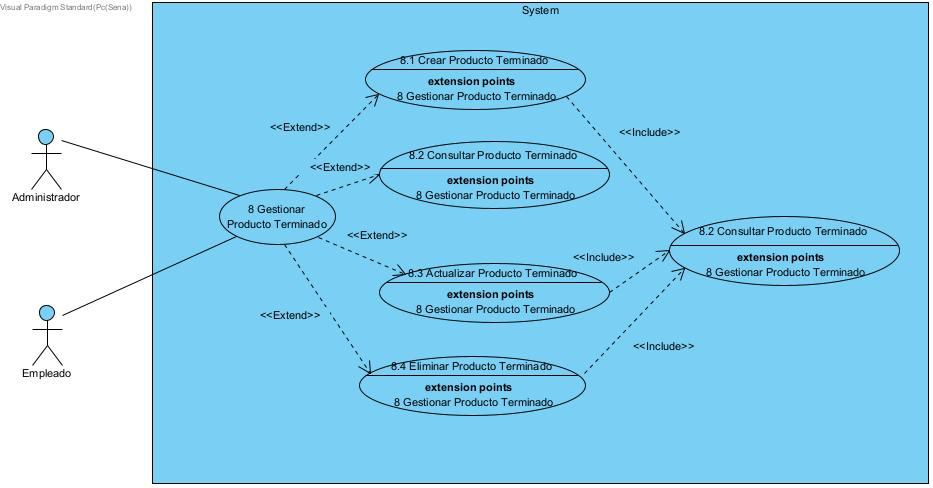 Visual Paradigm Standard(Pc(Sena))
System
8.1 Crear Producto Terminado
extension points
8 Gestionar Producto Terminado
<<Extend>>
<<Include>>
Administrador
<<Extend>>
8.2 Consultar Producto Terminado
extension points
8 Gestionar Producto Terminado
8 Gestionar
Producto Terminado
<<Extend>>
8.2 Consultar Producto Terminado
extension points
8 Gestionar Producto Terminado
<<Include>>
8.3 Actualizar Producto Terminado
extension points
8 Gestionar Producto Terminado
<<Extend>>
<<Include>>
Empleado
8.4 Eliminar Producto Terminado
extension points
8 Gestionar Producto Terminado